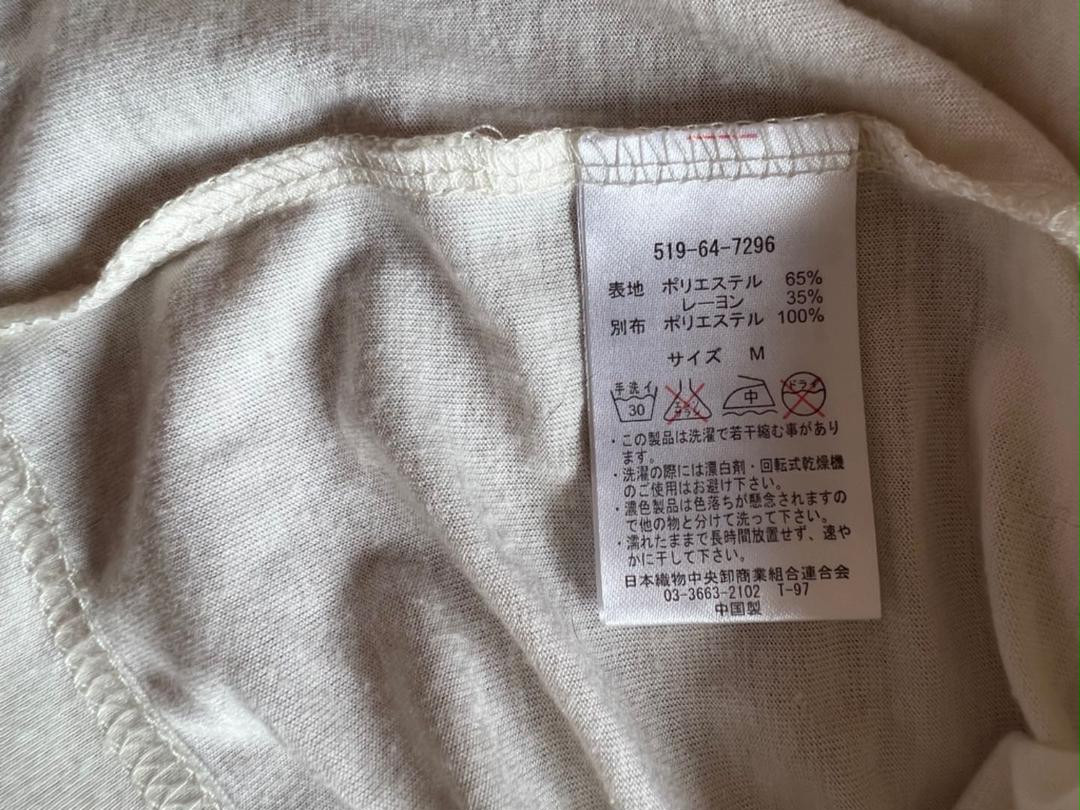 519-64-7296
表地 ポリエステル 65%
レーヨン 35%
別布 ポリエステル 100%
サイズ M
手洗イ
30
中
ドライ
・この製品は洗濯で若干縮む事があり
ます。
・洗濯の際には漂白剤・回転式乾燥機
のご使用はお避け下さい。
・濃色製品は色落ちが懸念されますの
で他の物と分けて洗って下さい。
・濡れたままで長時間放置せず、速や
かに干して下さい。
日本織物中央卸商業組合連合会
03-3663-2102 T-97
中国製